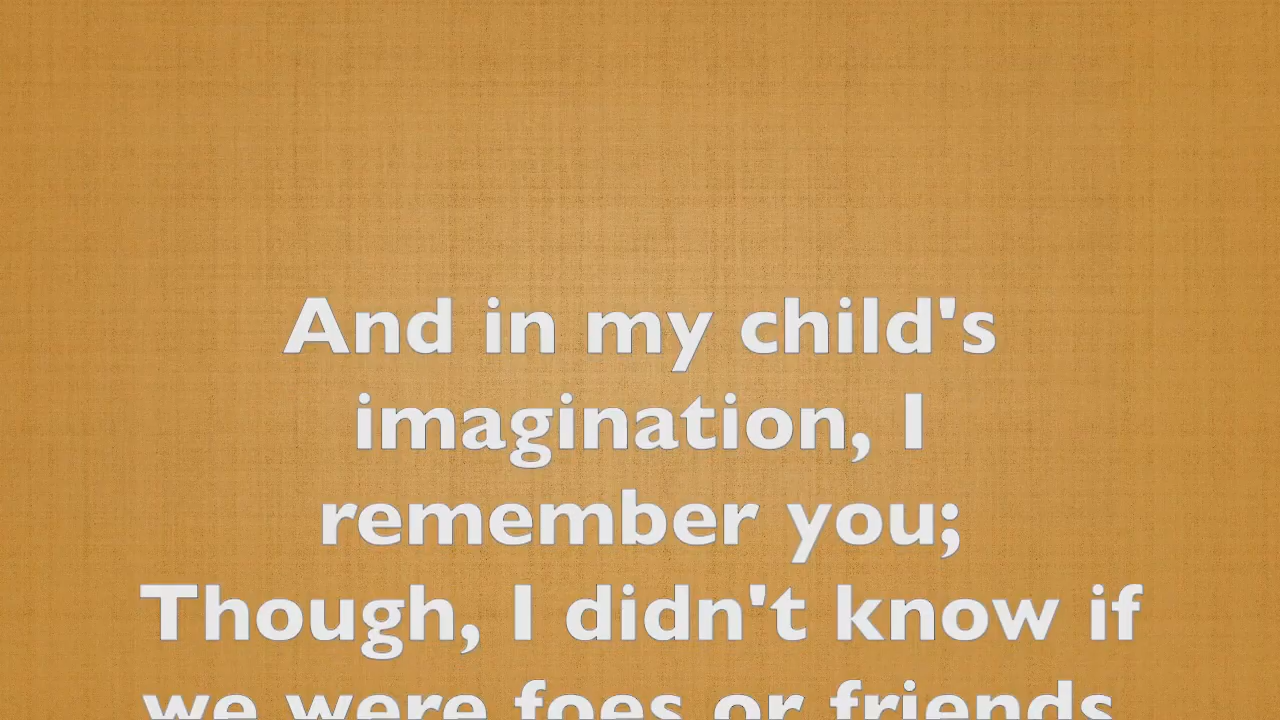 And in my child's
imagination, I
remember you;
Though, I didn't know if
we were foes or friends